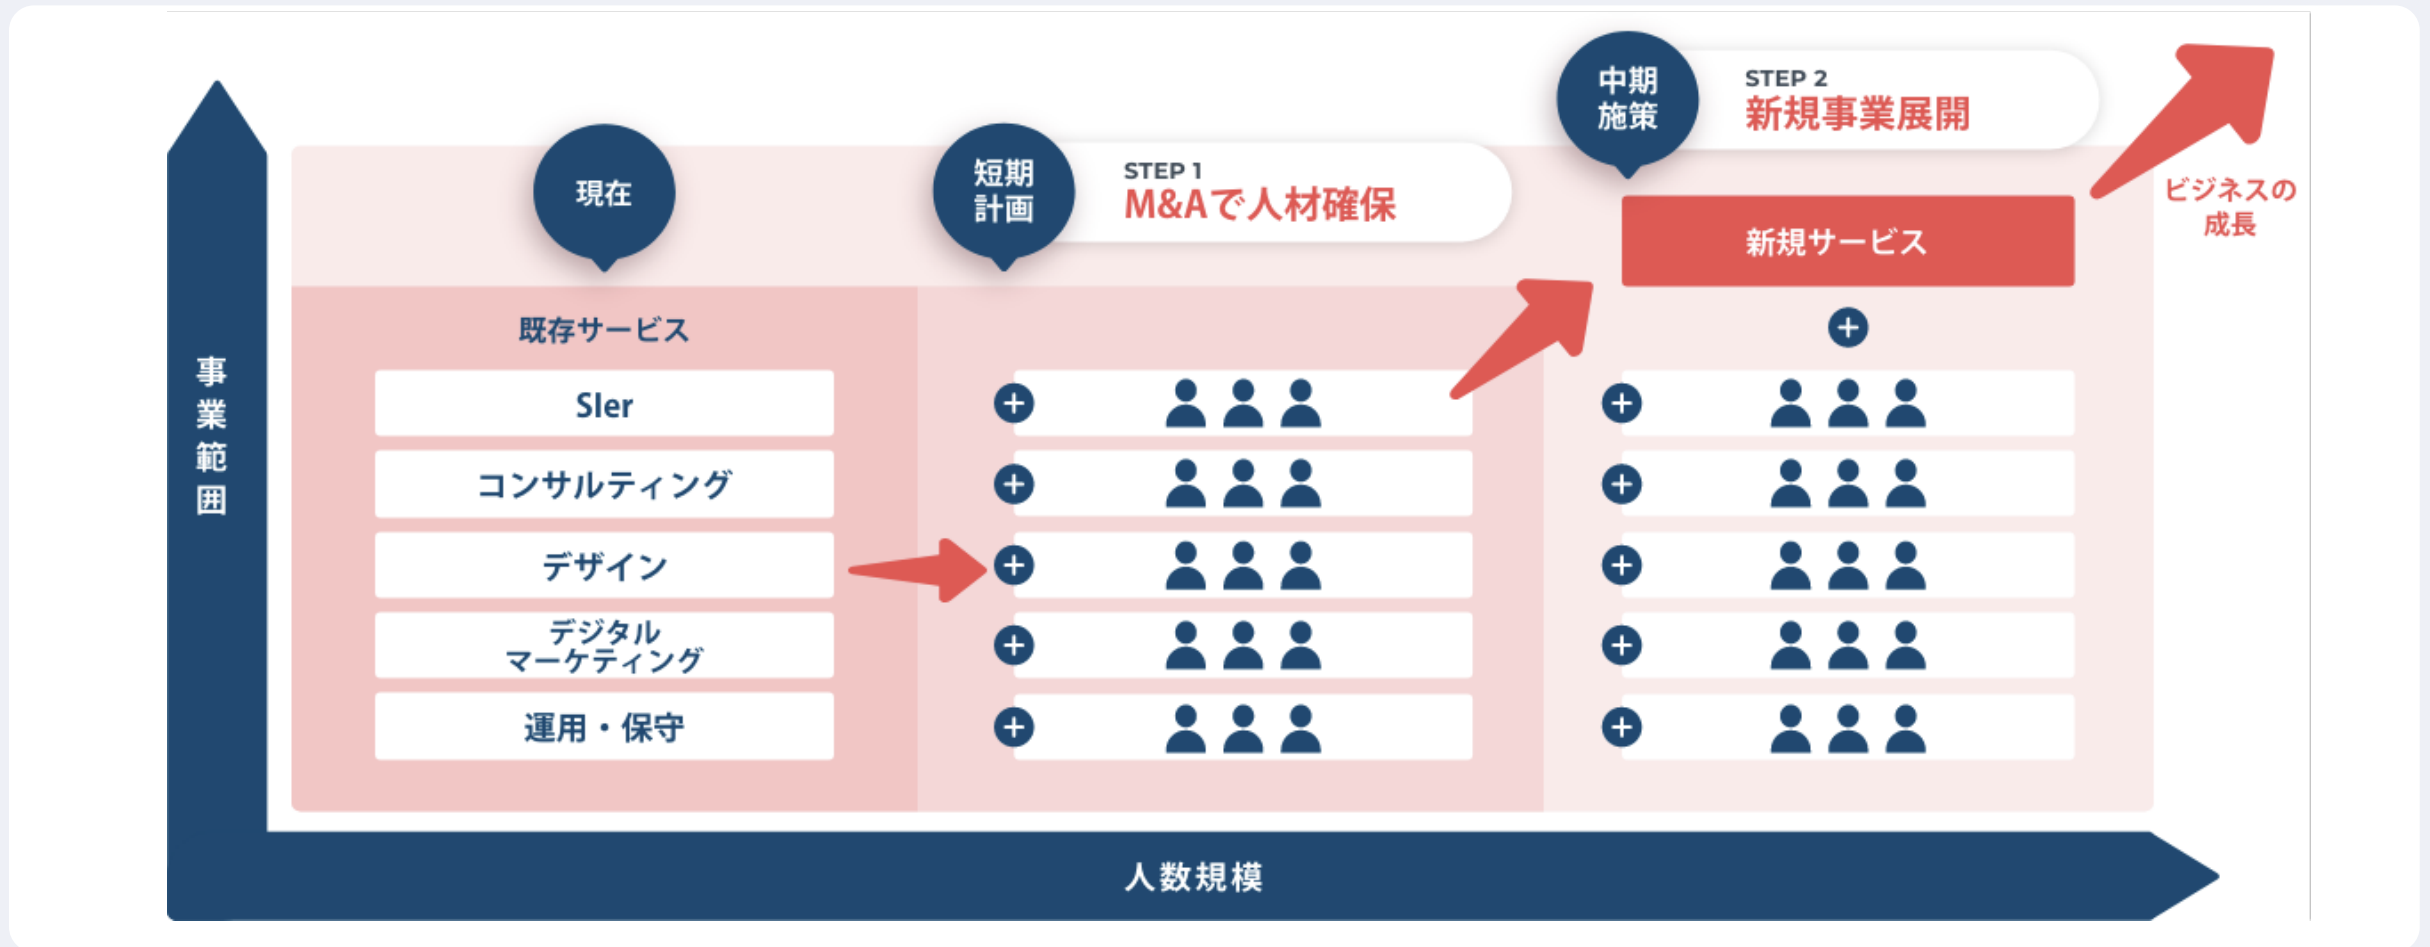 中期
施策
STEP 2
新規事業展開
現在
短期
計画
STEP 1
M&Aで人材確保
ビジネスの
成長
新規サービス
既存サービス
SIer
コンサルティング
デザイン
デジタル
マーケティング
運用・保守
事業範囲
人数規模